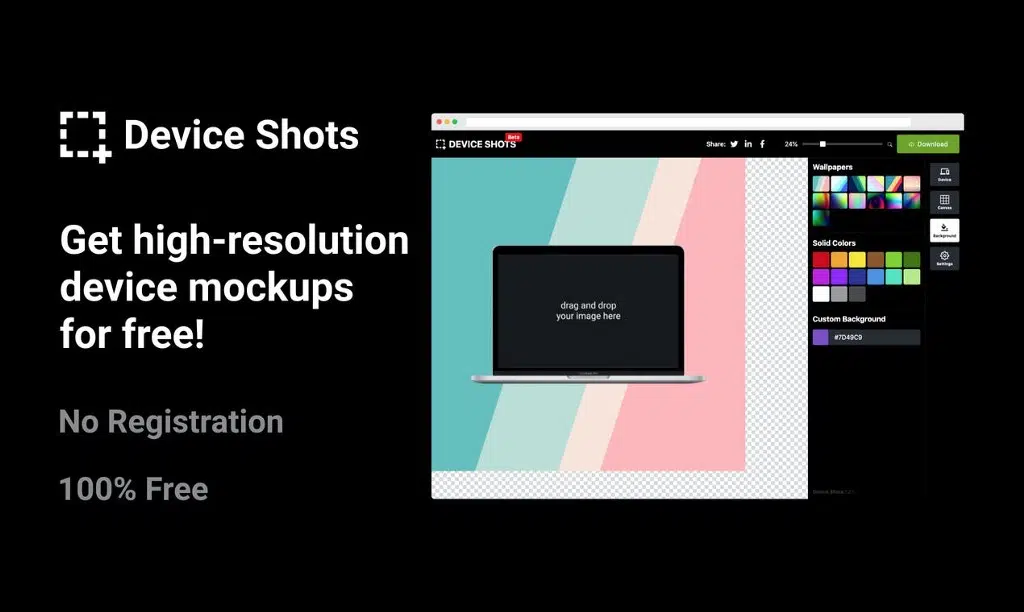 Device Shots
Get high-resolution
device mockups
for free!
No Registration
100% Free
DEVICE SHOTS
Beta
Share:
24%
Download
drag and drop
your image here
Wallpapers
Solid Colors
Custom Background
#7D49C9
Device
Canvas
Background
Settings